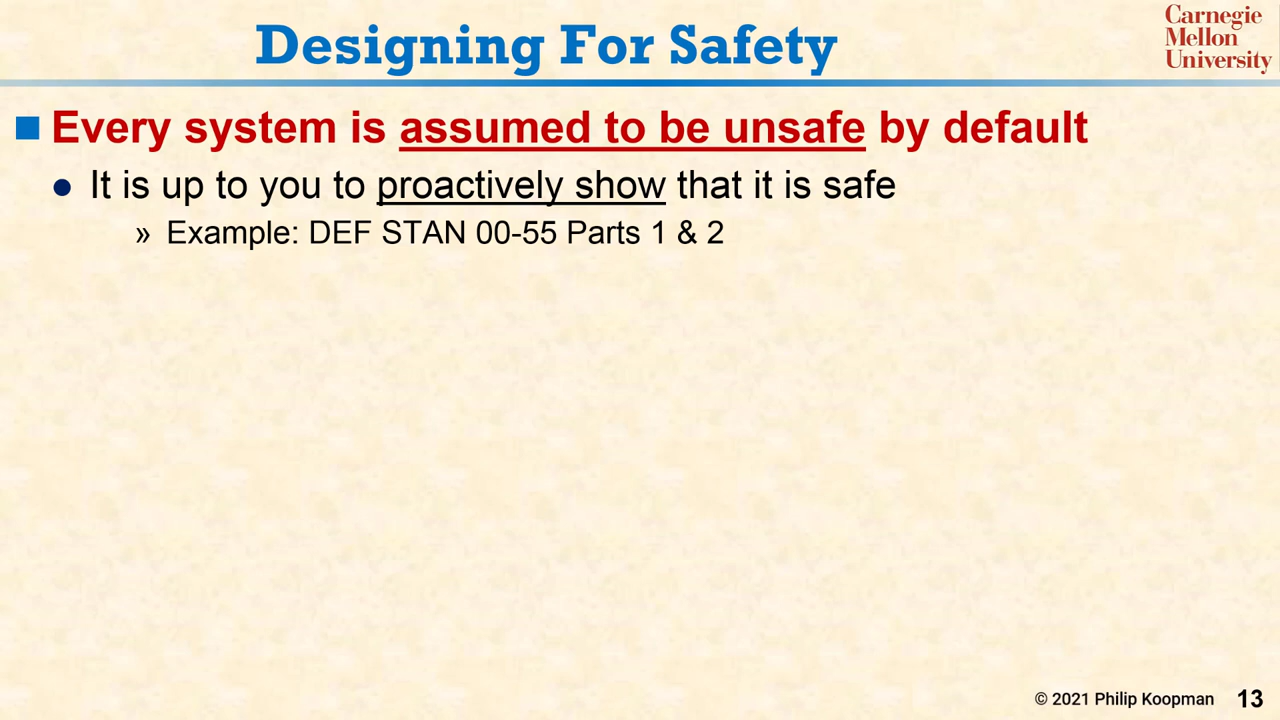 Designing For Safety
Carnegie
Mellon
University
Every system is assumed to be unsafe by default
It is up to you to proactively show that it is safe
» Example: DEF STAN 00-55 Parts 1 & 2
© 2021 Philip Koopman 13